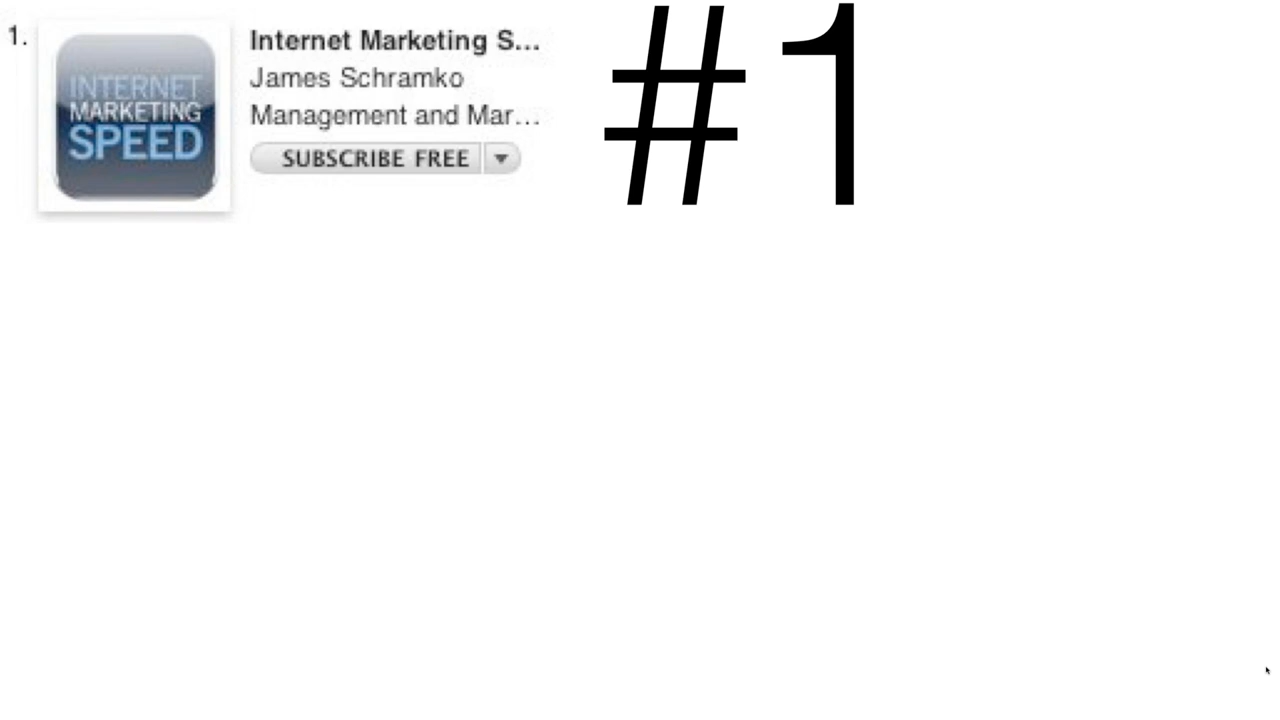 1.
INTERNET
MARKETING
SPEED
Internet Marketing S...
James Schramko
Management and Mar...
SUBSCRIBE FREE
#1